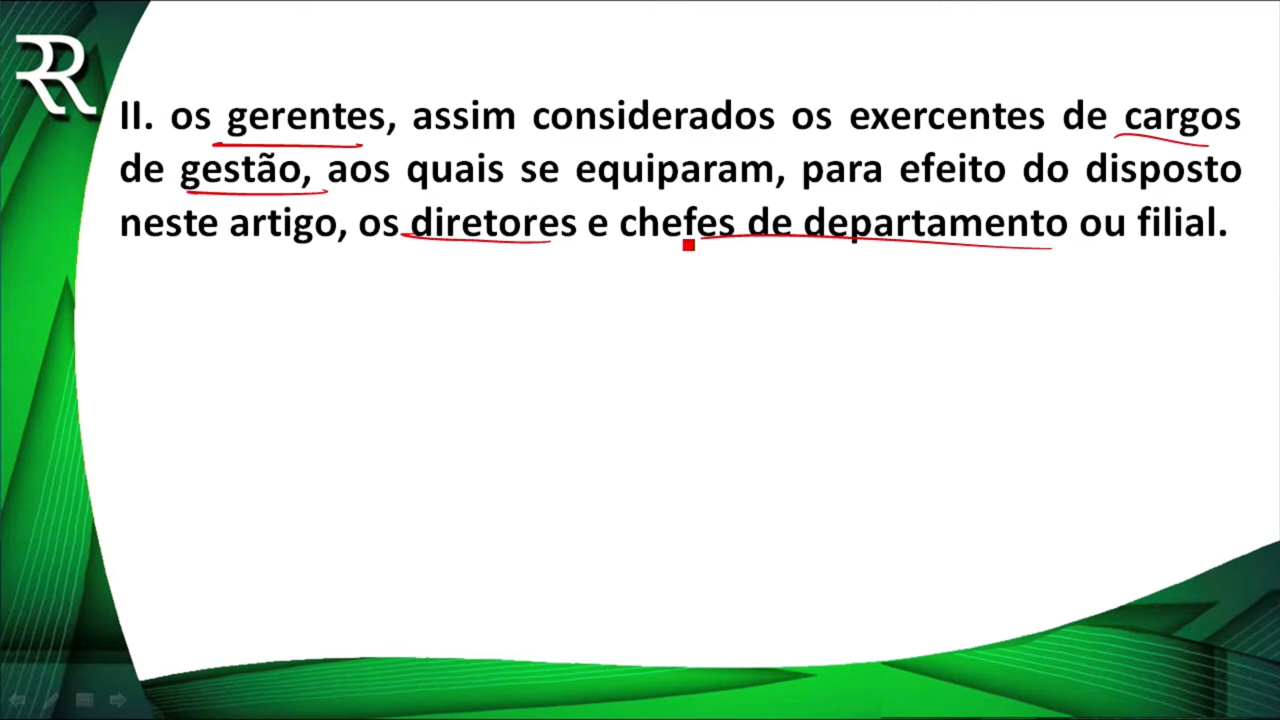 RR
II. os gerentes, assim considerados os exercentes de cargos
de gestão, aos quais se equiparam, para efeito do disposto
neste artigo, os diretores e chefes de departamento ou filial.